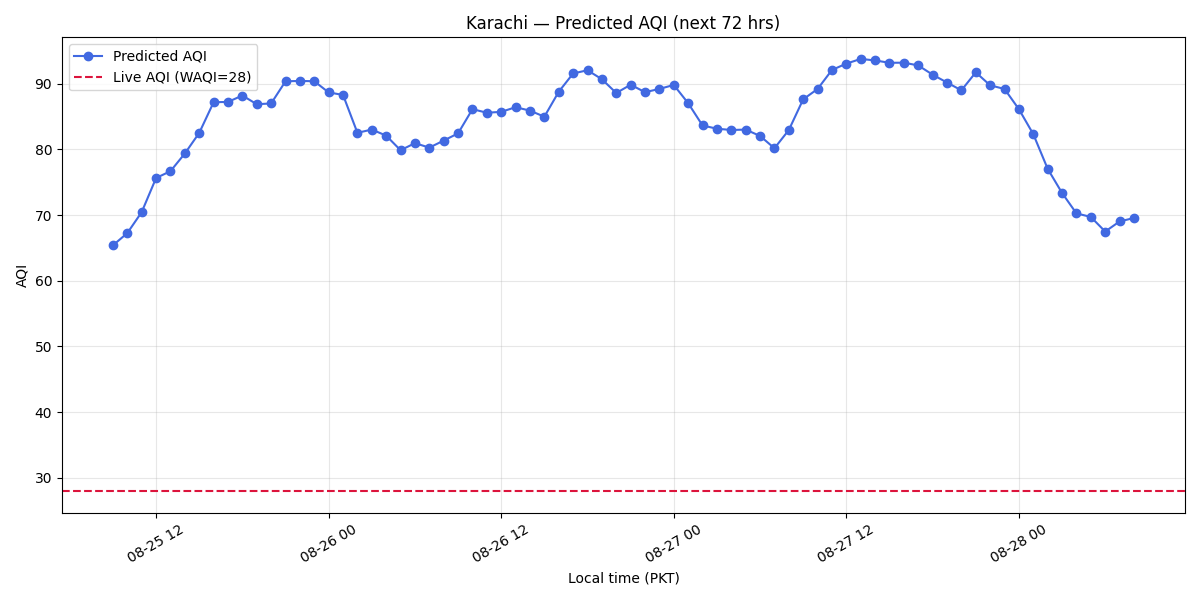 Karachi — Predicted AQI (next 72 hrs)
Predicted AQI
Live AQI (WAQI=28)
AQI
90
80
70
60
50
40
30
08-25 12
08-26 00
08-26 12
08-27 00
08-27 12
08-28 00
Local time (PKT)